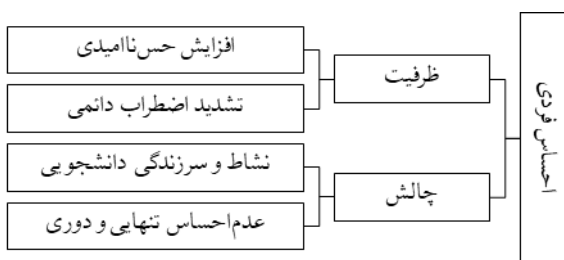 احساس فردی
ظرفیت
افزایش حس‌ناامیدی
تشدید اضطراب دائمی
چالش
نشاط و سرزندگی دانشجویی
عدم‌احساس تنهایی و دوری